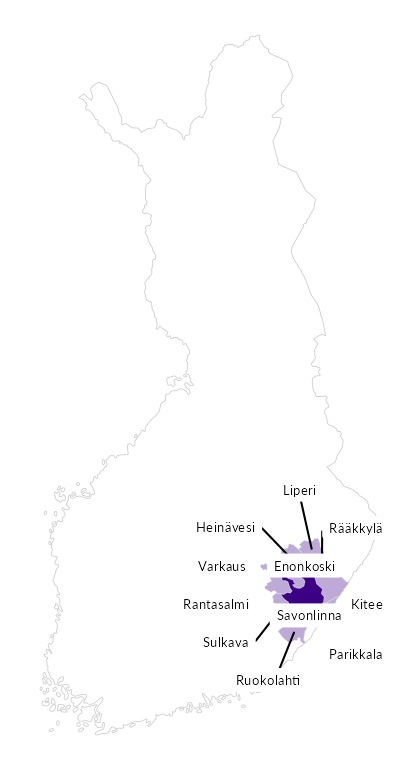 Liperi
Heinävesi
Rääkkylä
Varkaus
Enonkoski
Rantasalmi
Kitee
Savonlinna
Sulkava
Parikkala
Ruokolahti